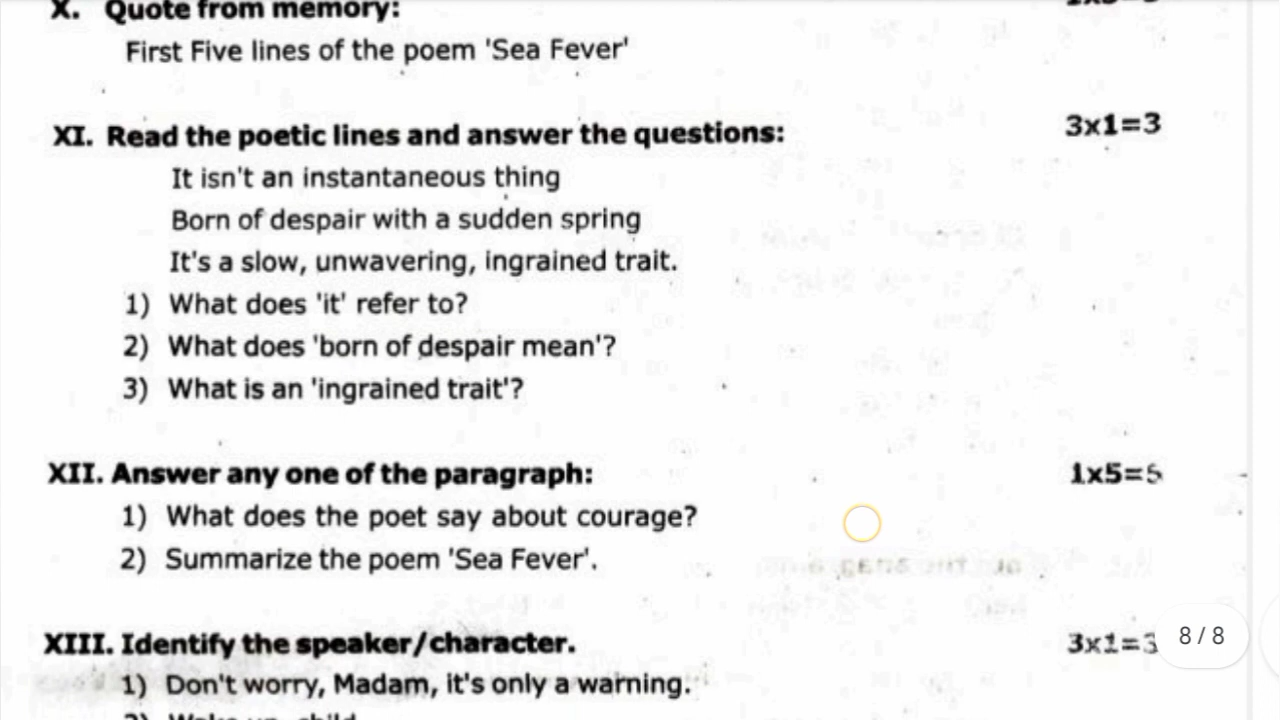 X. Quote from memory:
First Five lines of the poem 'Sea Fever'
XI. Read the poetic lines and answer the questions: 3x1=3
It isn't an instantaneous thing
Born of despair with a sudden spring
It's a slow, unwavering, ingrained trait.
1) What does 'it' refer to?
2) What does 'born of despair mean'?
3) What is an 'ingrained trait'?
XII. Answer any one of the paragraph: 1x5=5
1) What does the poet say about courage?
2) Summarize the poem 'Sea Fever'.
XIII. Identify the speaker/character. 3x1=3
8/8
1) Don't worry, Madam, it's only a warning.